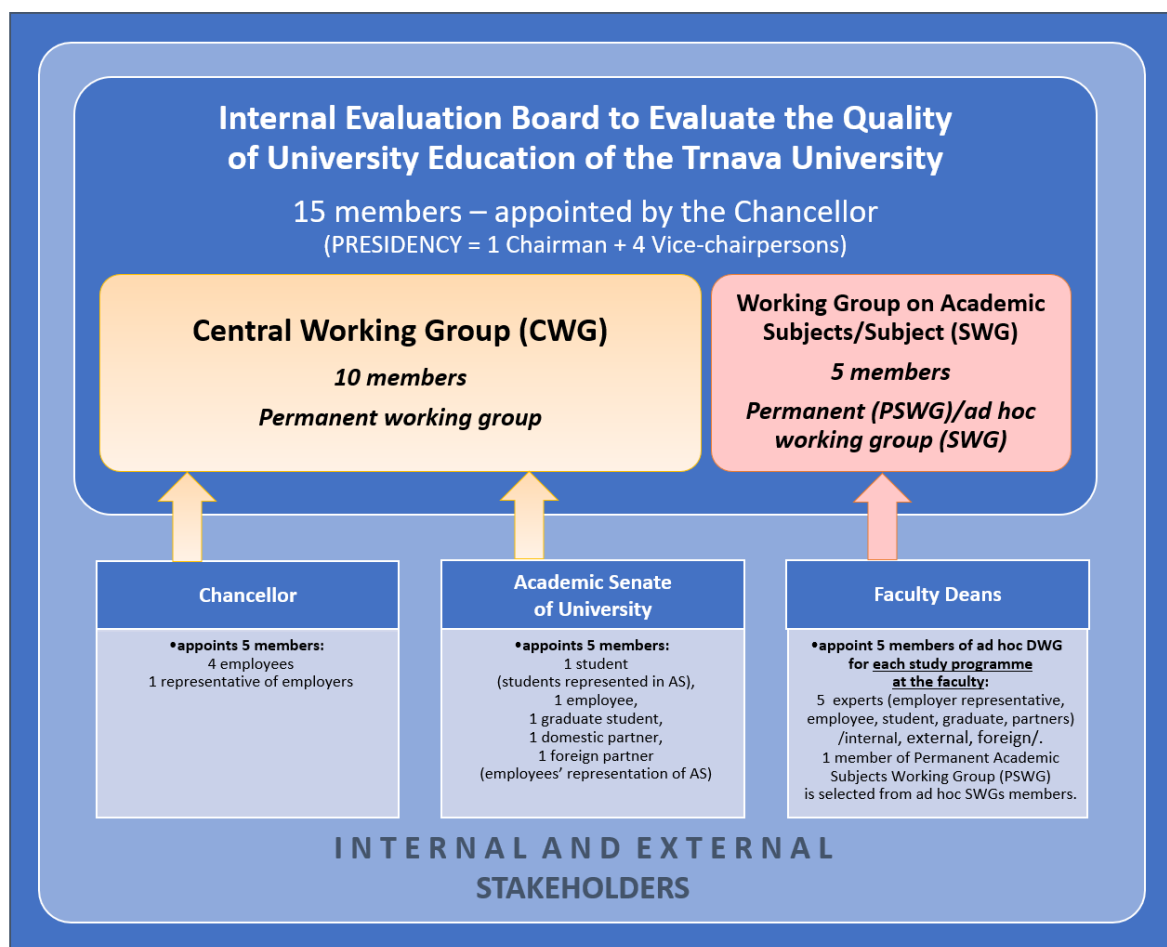 Internal Evaluation Board to Evaluate the Quality
of University Education of the Trnava University
15 members – appointed by the Chancellor
(PRESIDENCY = 1 Chairman + 4 Vice-chairpersons)
Central Working Group (CWG)
10 members
Permanent working group
Working Group on Academic
Subjects/Subject (SWG)
5 members
Permanent (PSWG)/ad hoc
working group (SWG)
Chancellor
•appoints 5 members:
4 employees
1 representative of employers
Academic Senate
of University
•appoints 5 members:
1 student
(students represented in AS),
1 employee,
1 graduate student,
1 domestic partner,
1 foreign partner
(employees’ representation of AS)
Faculty Deans
•appoint 5 members of ad hoc DWG
for each study programme
at the faculty:
5 experts (employer representative,
employee, student, graduate, partners)
/internal, external, foreign/.
1 member of Permanent Academic
Subjects Working Group (PSWG)
is selected from ad hoc SWGs members.
I N T E R N A L A N D E X T E R N A L
STAKEHOLDERS